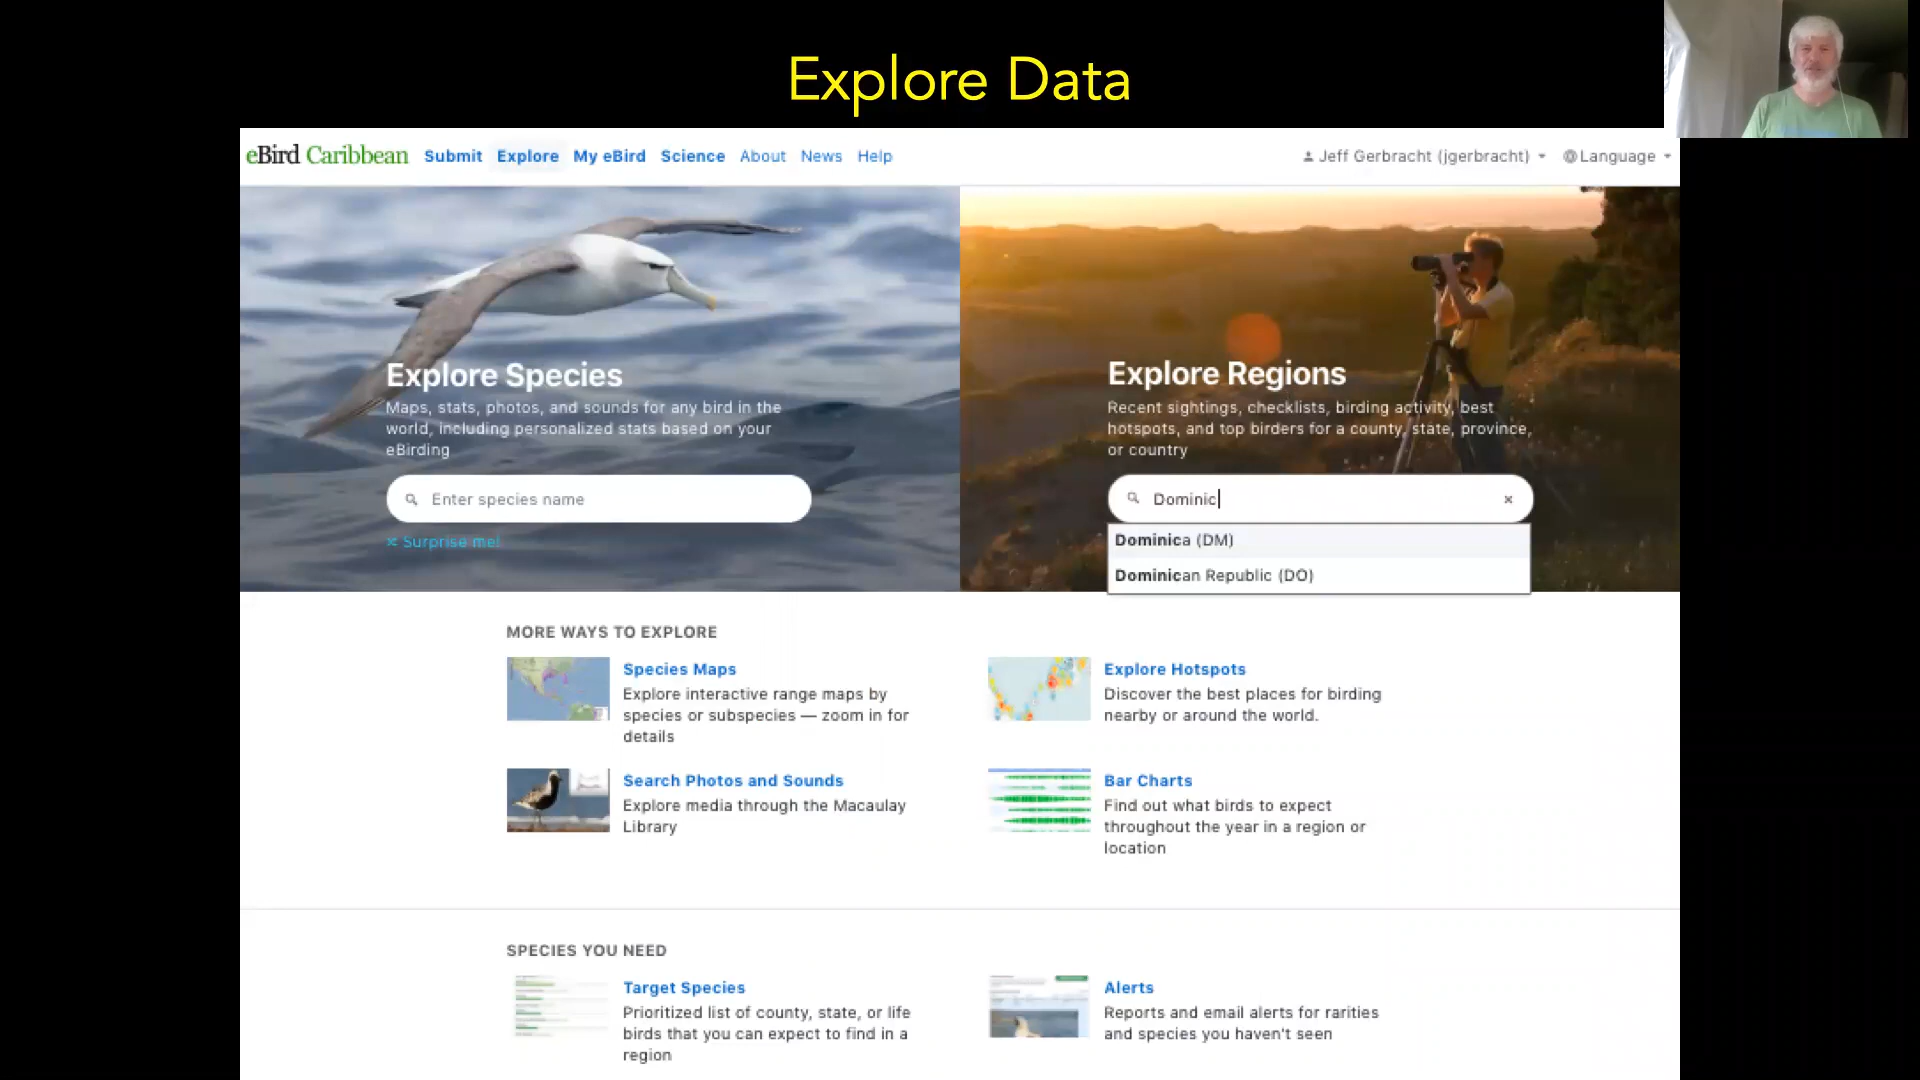 Explore Data
eBird Caribbean Submit Explore My eBird Science About News Help Jeff Gerbracht (jgerbracht) Language
Explore Species
Maps, stats, photos, and sounds for any bird in the
world, including personalized stats based on your
eBirding
Enter species name
Surprise me!
Explore Regions
Recent sightings, checklists, birding activity, best
hotspots, and top birders for a county, state, province,
or country
Dominic
Dominica (DM)
Dominican Republic (DO)
MORE WAYS TO EXPLORE
Species Maps
Explore interactive range maps by
species or subspecies — zoom in for
details
Explore Hotspots
Discover the best places for birding
nearby or around the world.
Search Photos and Sounds
Explore media through the Macaulay
Library
Bar Charts
Find out what birds to expect
throughout the year in a region or
location
SPECIES YOU NEED
Target Species
Prioritized list of county, state, or life
birds that you can expect to find in a
region
Alerts
Reports and email alerts for rarities
and species you haven't seen